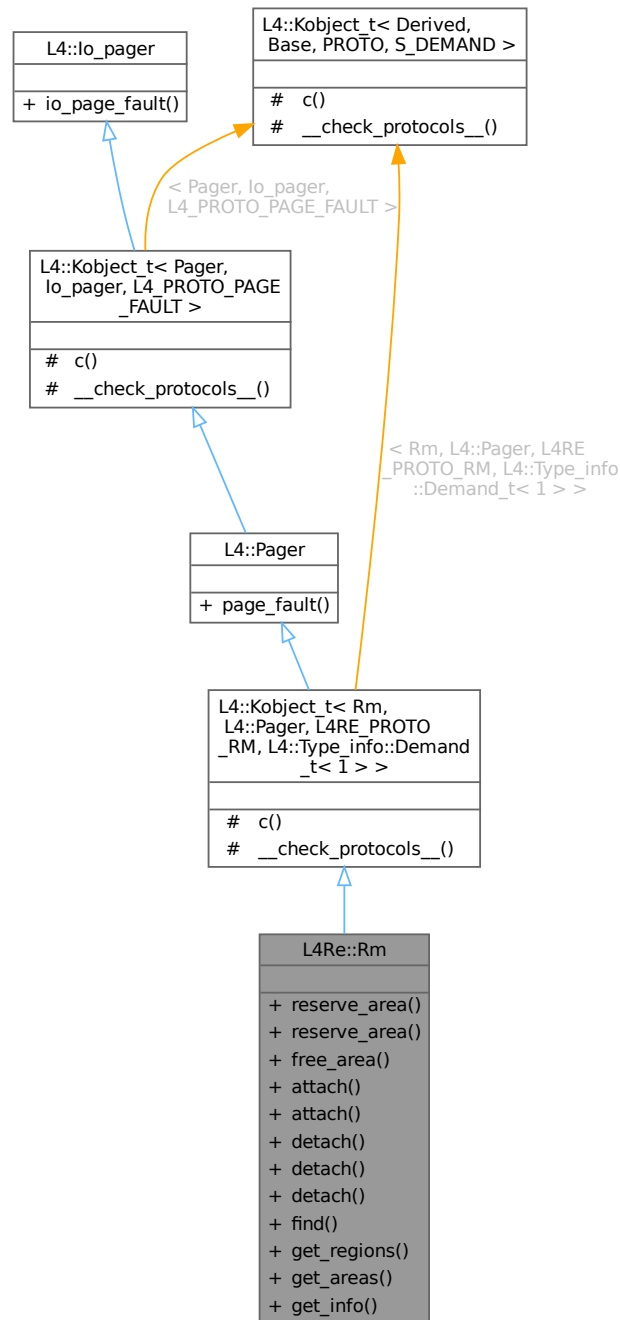 L4::Io_pager
+ io_page_fault()
L4::Kobject_t< Derived,
Base, PROTO, S_DEMAND >
# c()
# __check_protocols__()
< Pager, Io_pager,
L4_PROTO_PAGE_FAULT >
L4::Kobject_t< Pager,
Io_pager, L4_PROTO_PAGE
_FAULT >
# c()
# __check_protocols__()
< Rm, L4::Pager, L4RE
_PROTO_RM, L4::Type_info
::Demand_t< 1 > >
L4::Pager
+ page_fault()
L4::Kobject_t< Rm,
L4::Pager, L4RE_PROTO
_RM, L4::Type_info::Demand
_t< 1 > >
# c()
# __check_protocols__()
L4Re::Rm
+ reserve_area()
+ reserve_area()
+ free_area()
+ attach()
+ attach()
+ detach()
+ detach()
+ detach()
+ find()
+ get_regions()
+ get_areas()
+ get_info()